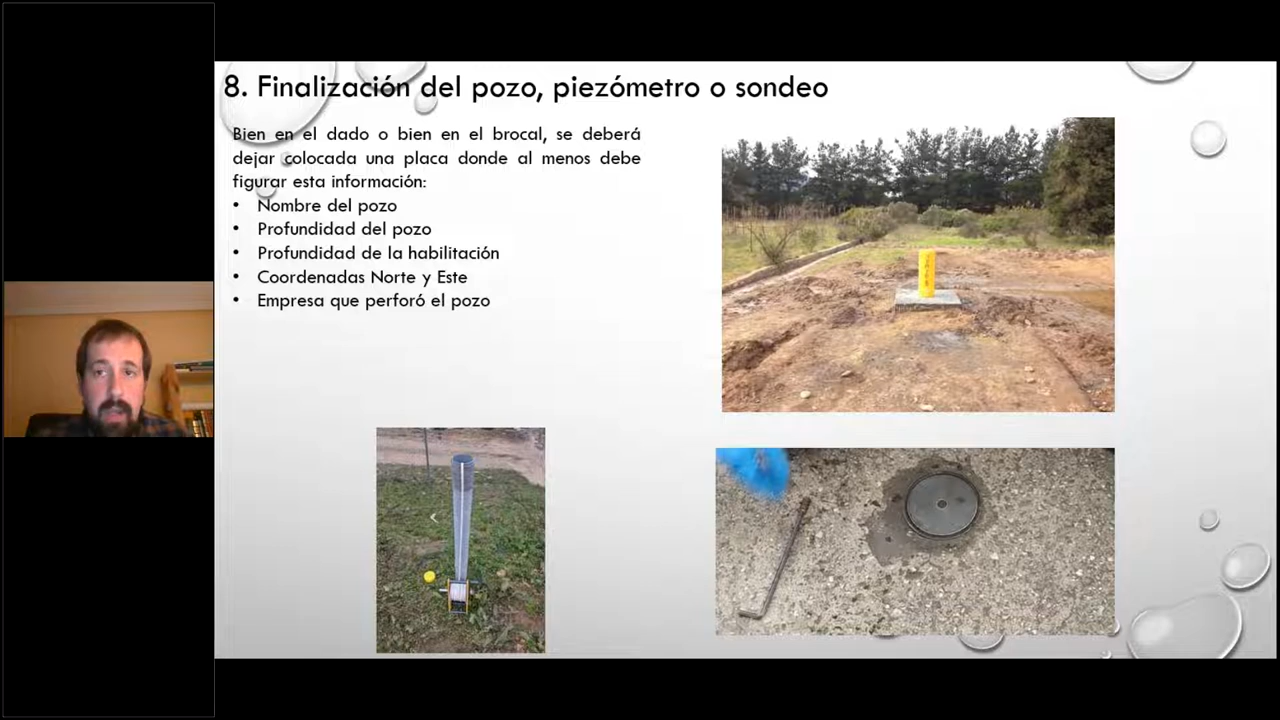 8. Finalización del pozo, piezómetro o sondeo
Bien en el dado o bien en el brocal, se deberá
dejar colocada una placa donde al menos debe
figurar esta información:
• Nombre del pozo
• Profundidad del pozo
• Profundidad de la habilitación
• Coordenadas Norte y Este
• Empresa que perforó el pozo